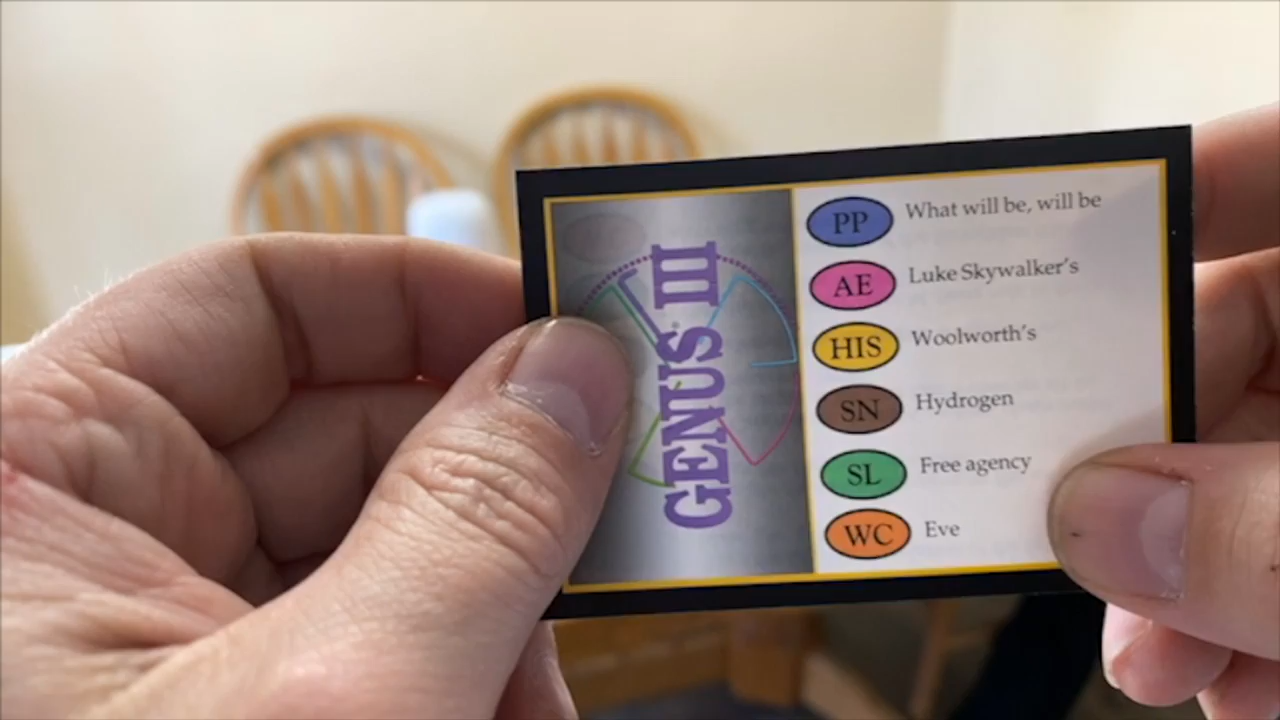 GENUS III
PP What will be, will be
AE Luke Skywalker's
HIS Woolworth's
SN Hydrogen
SL Free agency
WC Eve